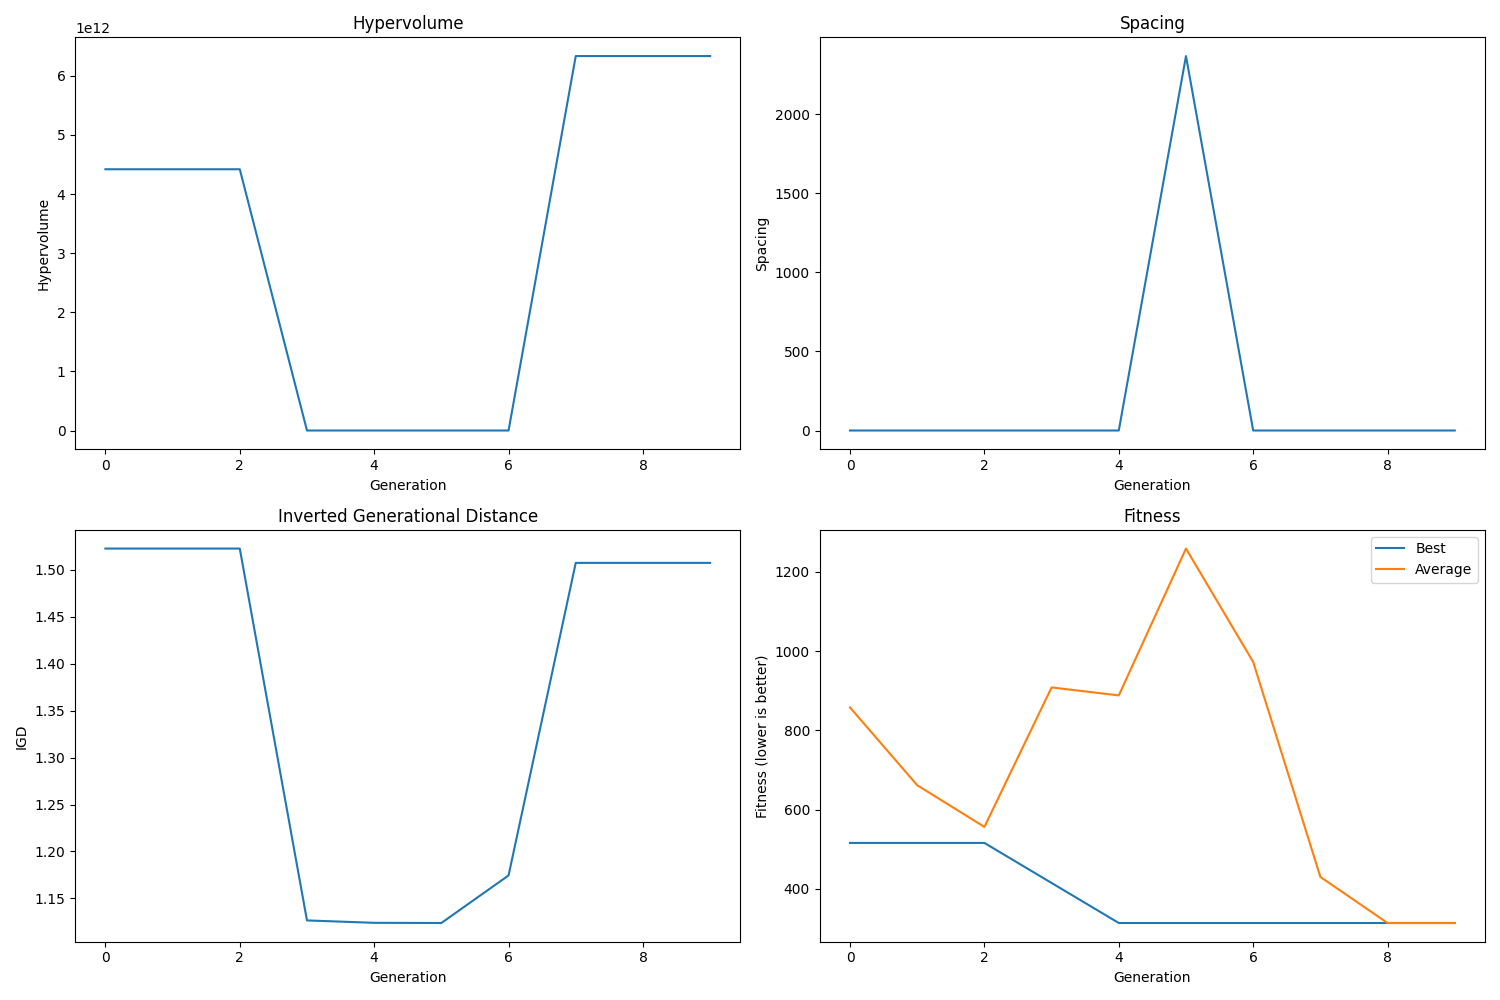 Hypervolume
1e12
6
5
4
3
2
1
0
Hypervolume
0 2 4 6 8
Generation
Spacing
2000
1500
1000
500
0
Spacing
0 2 4 6 8
Generation
Inverted Generational Distance
1.50
1.45
1.40
1.35
1.30
1.25
1.20
1.15
IGD
0 2 4 6 8
Generation
Fitness
Best
Average
1200
1000
800
600
400
Fitness (lower is better)
0 2 4 6 8
Generation